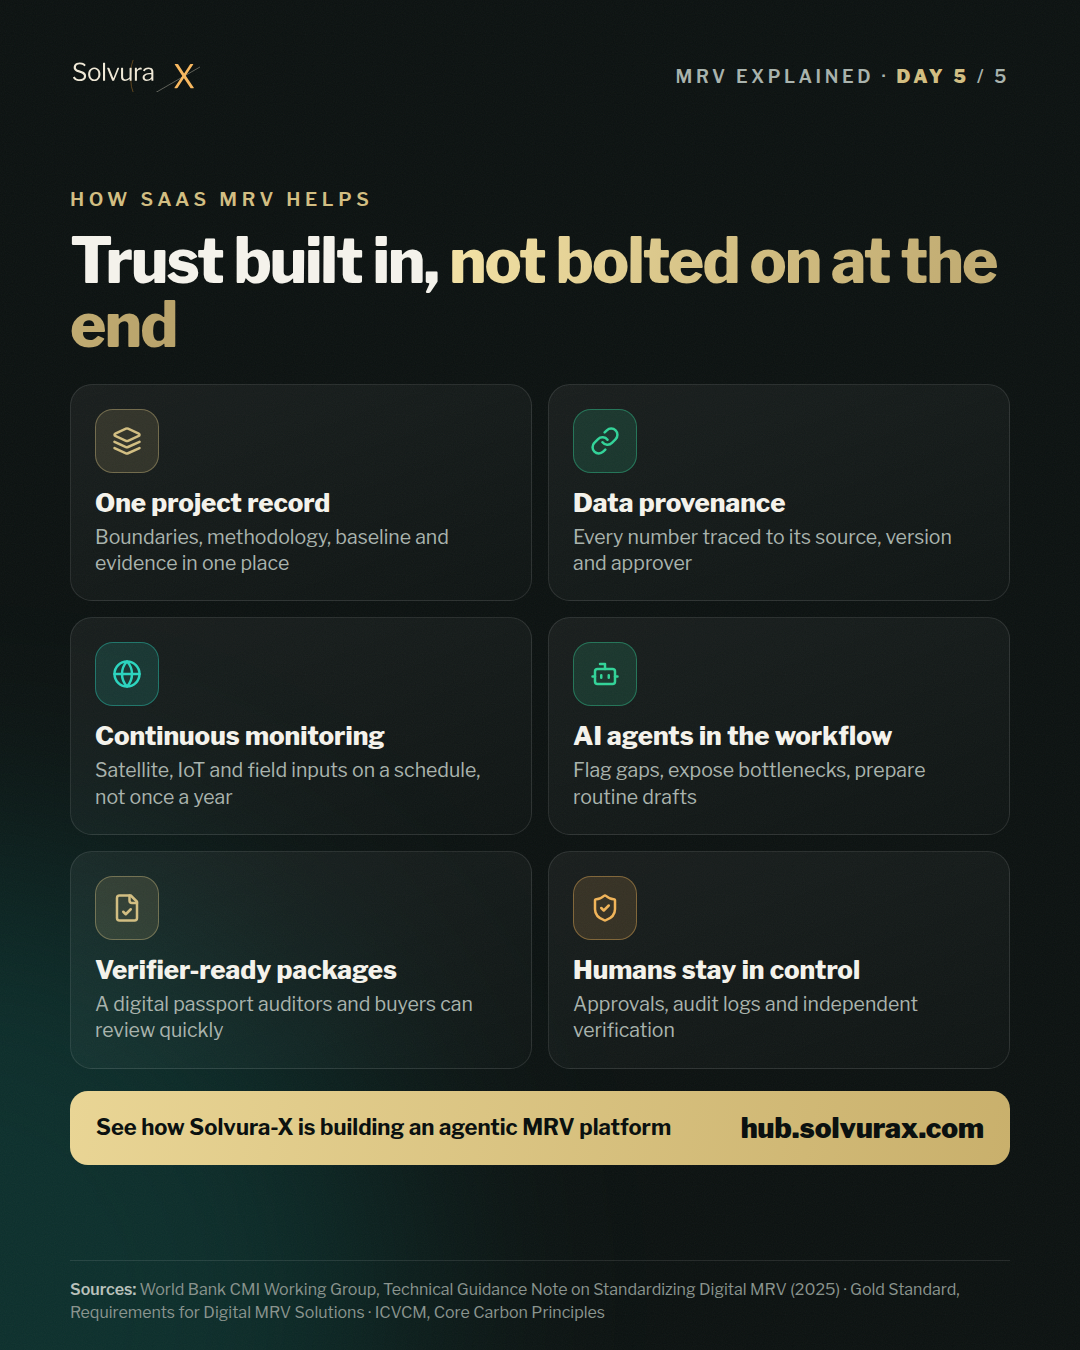 Solvura X
MRV EXPLAINED · DAY 5 / 5
HOW SAAS MRV HELPS
Trust built in, not bolted on at the
end
One project record
Boundaries, methodology, baseline and
evidence in one place
Data provenance
Every number traced to its source, version
and approver
Continuous monitoring
Satellite, IoT and field inputs on a schedule,
not once a year
AI agents in the workflow
Flag gaps, expose bottlenecks, prepare
routine drafts
Verifier-ready packages
A digital passport auditors and buyers can
review quickly
Humans stay in control
Approvals, audit logs and independent
verification
See how Solvura-X is building an agentic MRV platform
hub.solvurax.com
Sources: World Bank CMI Working Group, Technical Guidance Note on Standardizing Digital MRV (2025) · Gold Standard,
Requirements for Digital MRV Solutions · ICVCM, Core Carbon Principles